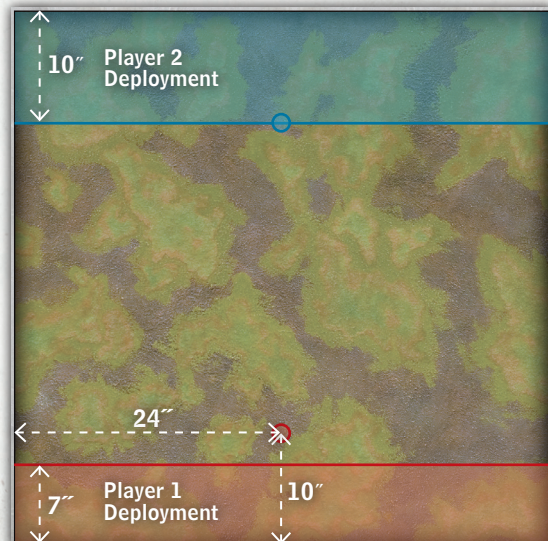 10″
Player 2
Deployment
24″
7″
Player 1
Deployment
10″